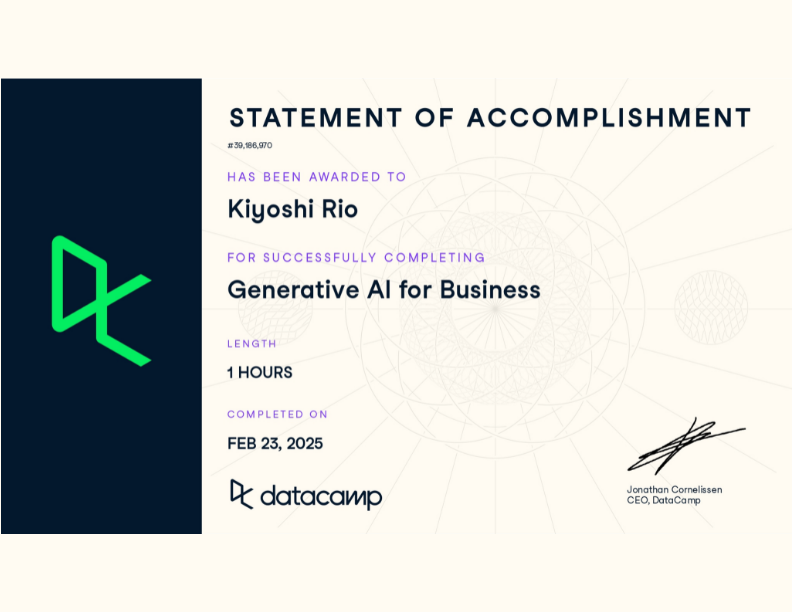 STATEMENT OF ACCOMPLISHMENT
#39,186,970
HAS BEEN AWARDED TO
Kiyoshi Rio
FOR SUCCESSFULLY COMPLETING
Generative AI for Business
LENGTH
1 HOURS
COMPLETED ON
FEB 23, 2025
datacamp
Jonathan Cornelissen
CEO, DataCamp